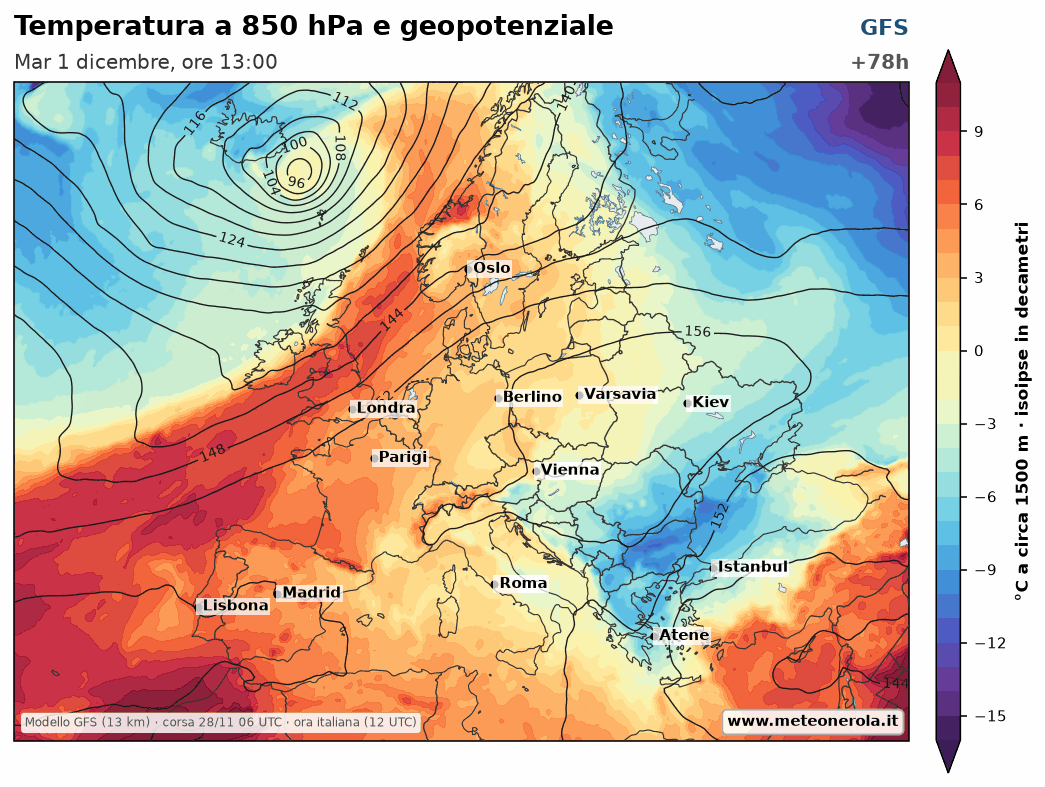 Temperatura a 850 hPa e geopotenziale
GFS
Mar 1 dicembre, ore 13:00
+78h
140
112
116
108
100
104
96
124
Oslo
144
156
Berlino
Varsavia
Kiev
Londra
148
Parigi
Vienna
152
Istanbul
Roma
Madrid
Lisbona
Atene
144
Modello GFS (13 km) · corsa 28/11 06 UTC · ora italiana (12 UTC)
www.meteonerola.it
9
6
3
0
−3
−6
−9
−12
−15
°C a circa 1500 m · isoipse in decametri